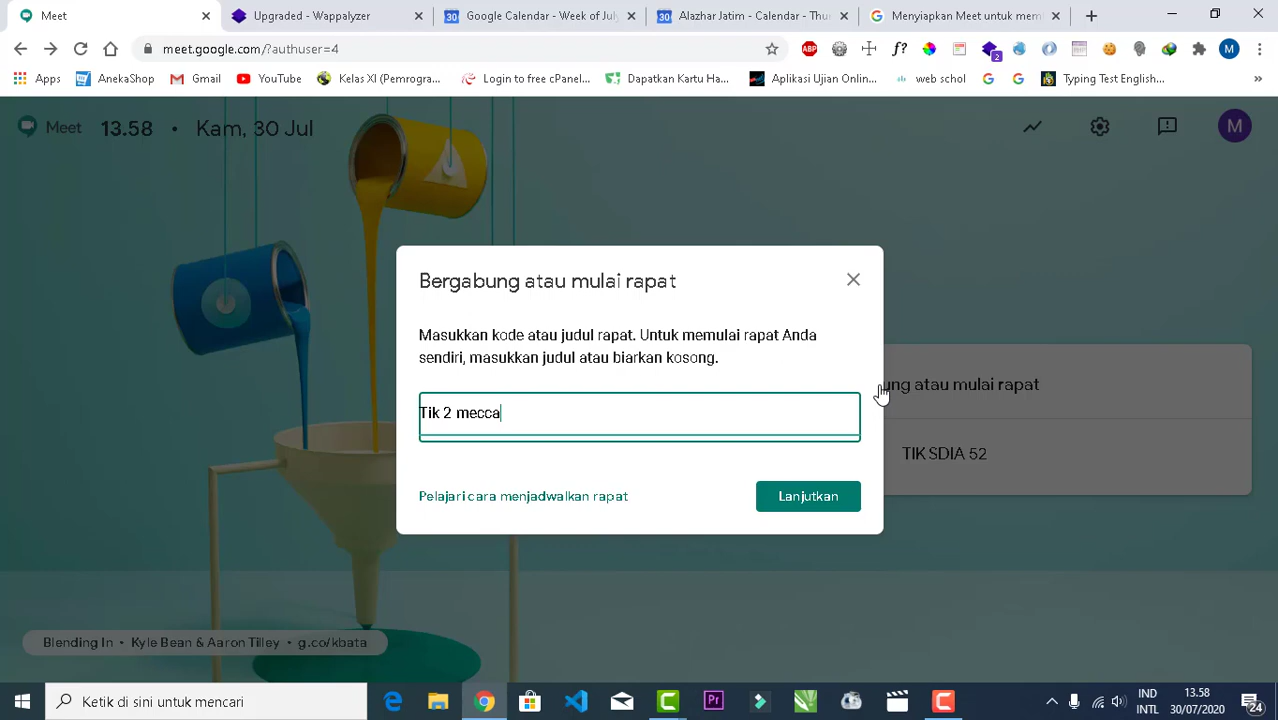 Meet
Upgraded - Wappalyzer
Google Calendar - Week of July
Alazhar Jatim - Calendar - Thu
Menyiapkan Meet untuk mem
meet.google.com/?authuser=4
ABP
f?
2
M
Apps
AnekaShop
Gmail
YouTube
Kelas XI (Pemrogra...
Login to free cPanel...
Dapatkan Kartu Ha...
Aplikasi Ujian Onlin...
web schol
Typing Test English...
»
Meet 13.58 • Kam, 30 Jul
M
Bergabung atau mulai rapat
Masukkan kode atau judul rapat. Untuk memulai rapat Anda
sendiri, masukkan judul atau biarkan kosong.
ung atau mulai rapat
Tik 2 mecca
TIK SDIA 52
Pelajari cara menjadwalkan rapat
Lanjutkan
Blending In • Kyle Bean & Aaron Tilley • g.co/kbata
Ketik di sini untuk mencari
Pr
IND
INTL
13.58
30/07/2020
24